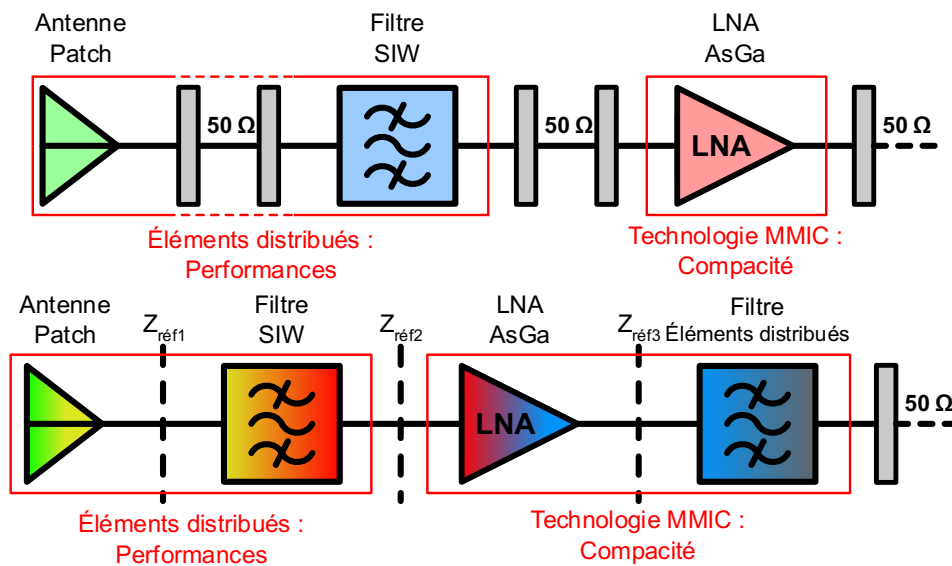 Antenne
Patch
Filtre
SIW
LNA
AsGa
50 Ω
50 Ω
LNA
50 Ω
Éléments distribués :
Performances
Technologie MMIC :
Compacité
Antenne
Patch
Zréf1
Filtre
SIW
Zréf2
LNA
AsGa
Zréf3
Filtre
Éléments distribués
LNA
50 Ω
Éléments distribués :
Performances
Technologie MMIC :
Compacité